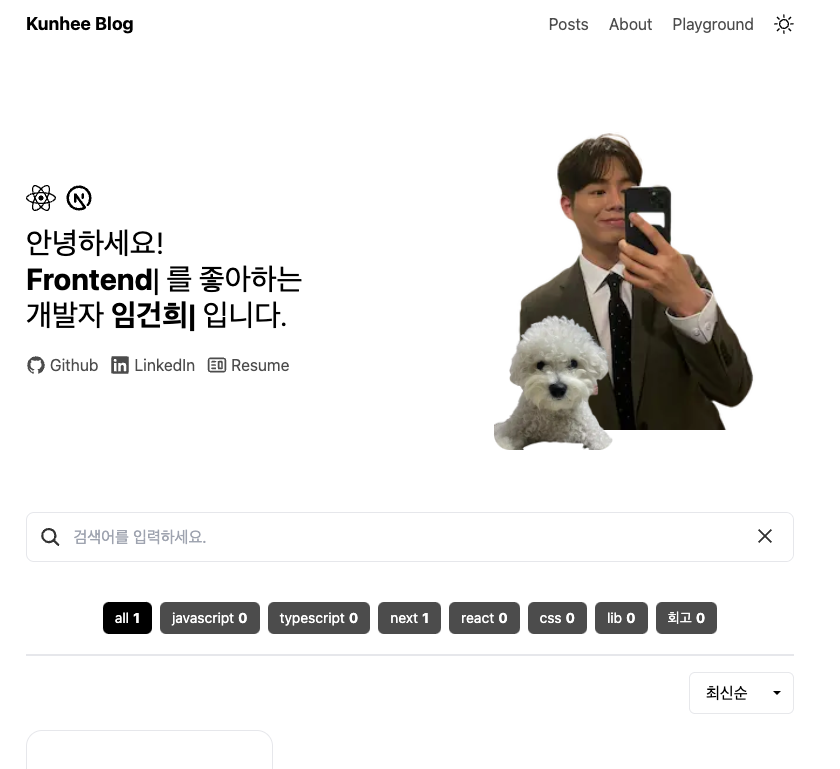 Kunhee Blog
Posts About Playground
안녕하세요!
Frontend| 를 좋아하는
개발자 임건희| 입니다.
Github LinkedIn Resume
검색어를 입력하세요.
all 1 javascript 0 typescript 0 next 1 react 0 css 0 lib 0 회고 0
최신순